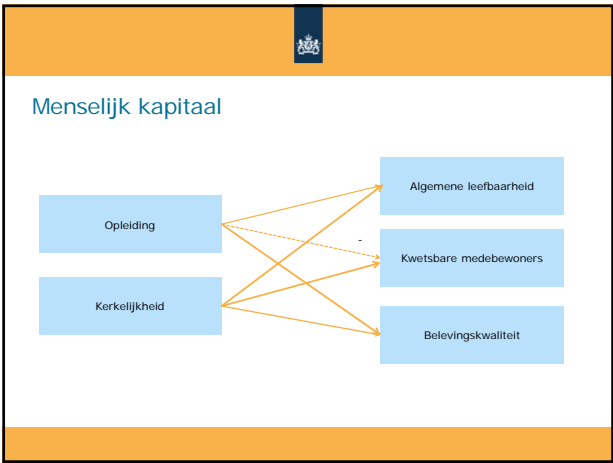 Menselijk kapitaal
Opleiding
Kerkelijkheid
Algemene leefbaarheid
-
Kwetsbare medebewoners
Belevingskwaliteit